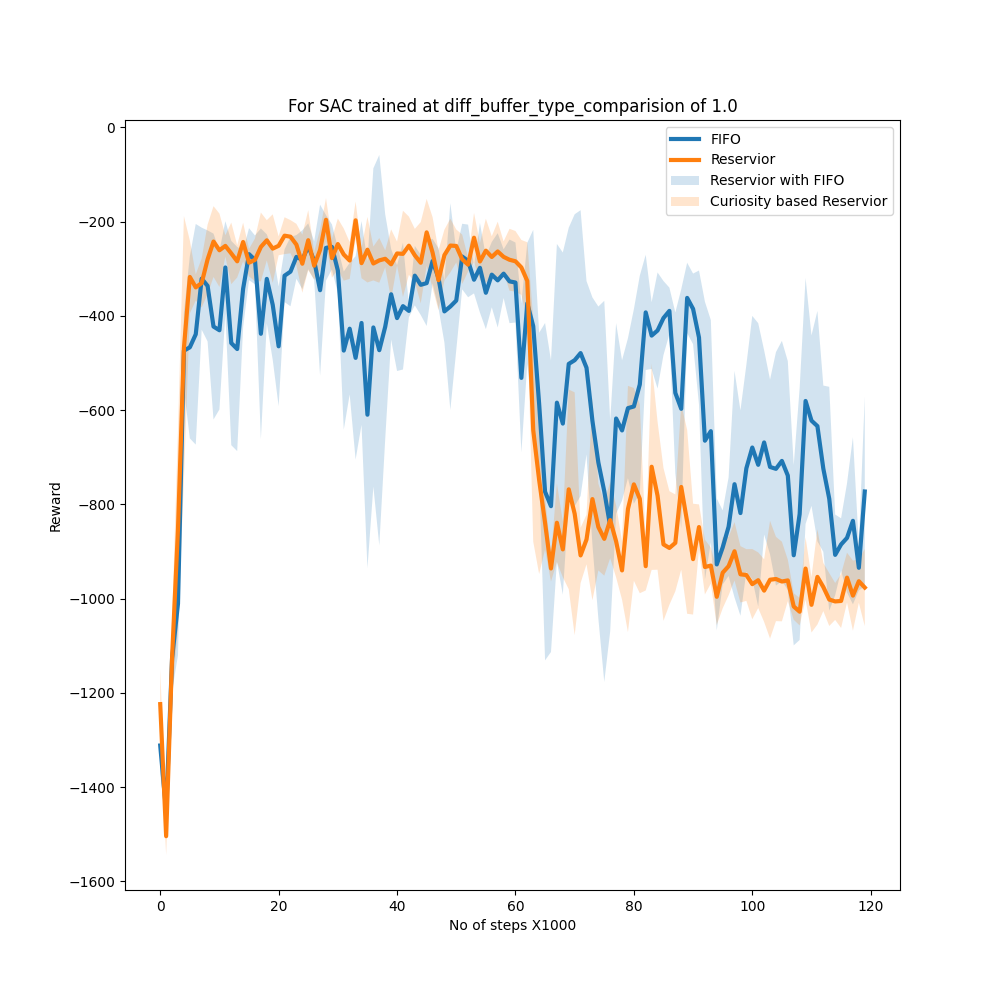 For SAC trained at diff_buffer_type_comparision of 1.0
0
−200
−400
−600
−800
−1000
−1200
−1400
−1600
Reward
FIFO
Reservior
Reservior with FIFO
Curiosity based Reservior
0 20 40 60 80 100 120
No of steps X1000